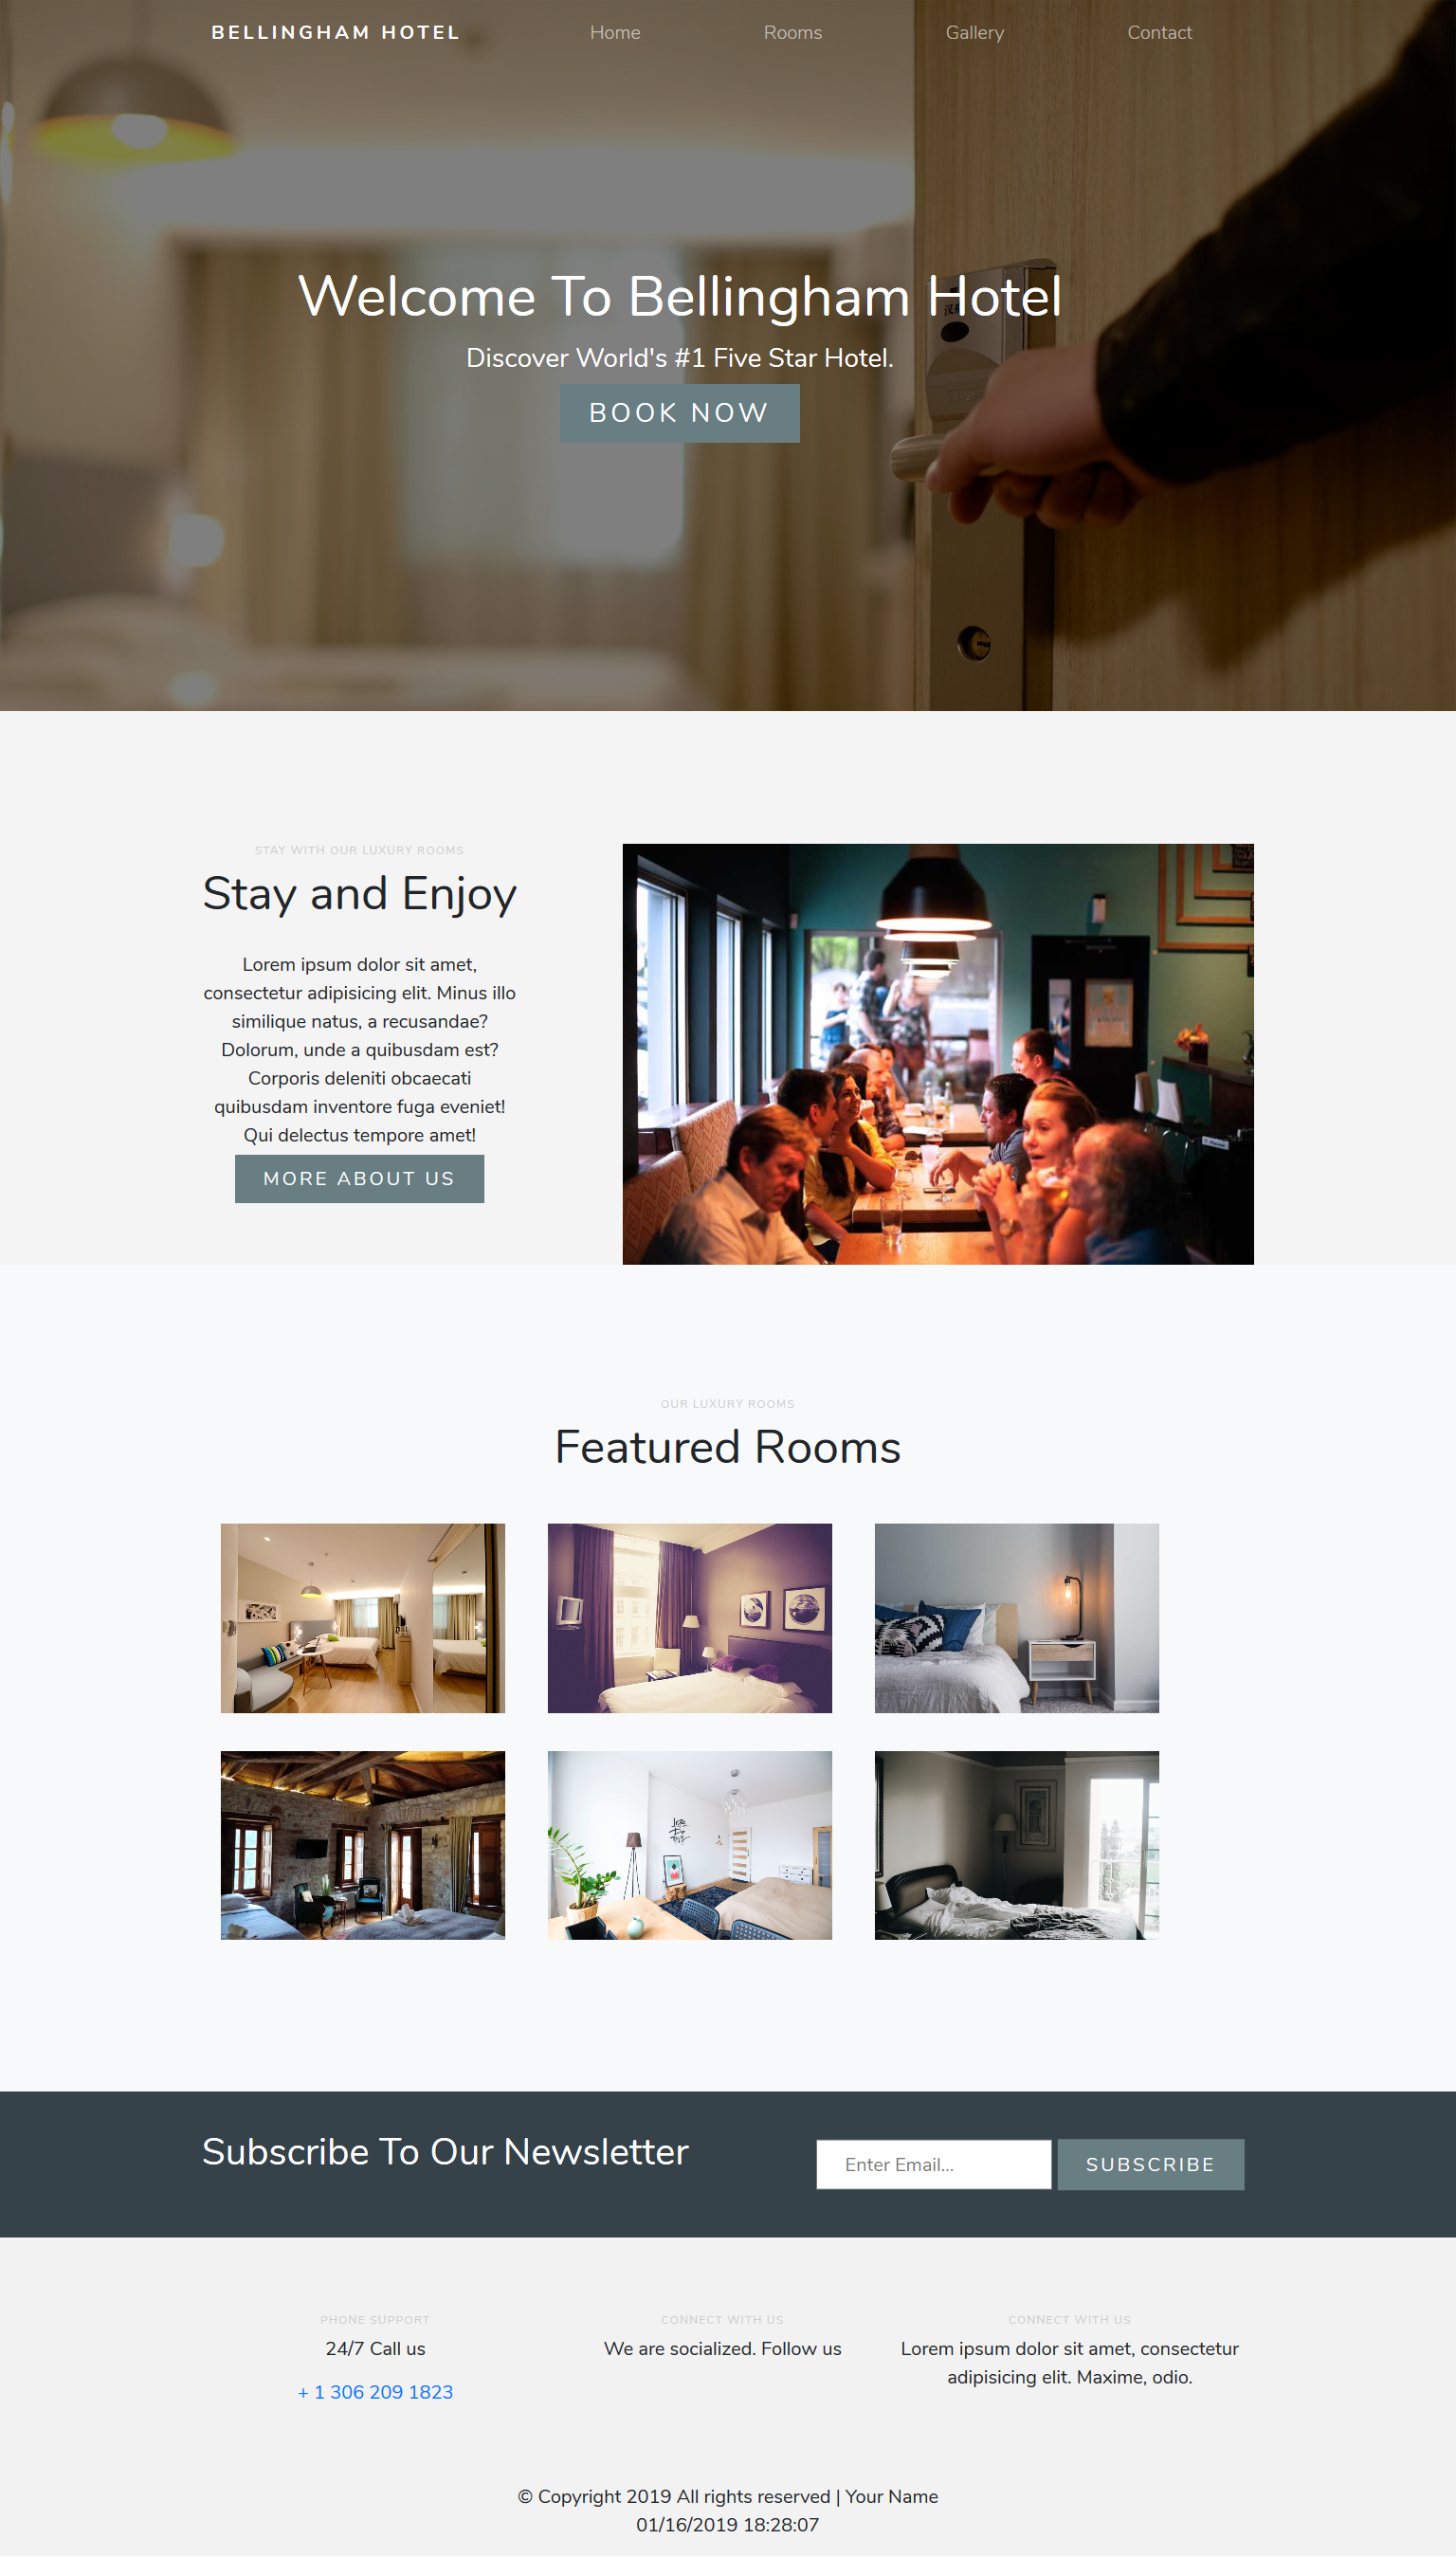 BELLINGHAM HOTEL
Home
Rooms
Gallery
Contact
Welcome To Bellingham Hotel
Discover World's #1 Five Star Hotel.
BOOK NOW
STAY WITH OUR LUXURY ROOMS
Stay and Enjoy
Lorem ipsum dolor sit amet,
consectetur adipisicing elit. Minus illo
similique natus, a recusandae?
Dolorum, unde a quibusdam est?
Corporis deleniti obcaecati
quibusdam inventore fuga eveniet!
Qui delectus tempore amet!
MORE ABOUT US
OUR LUXURY ROOMS
Featured Rooms
Subscribe To Our Newsletter
Enter Email...
SUBSCRIBE
PHONE SUPPORT
24/7 Call us
+ 1 306 209 1823
CONNECT WITH US
We are socialized. Follow us
CONNECT WITH US
Lorem ipsum dolor sit amet, consectetur
adipisicing elit. Maxime, odio.
© Copyright 2019 All rights reserved | Your Name
01/16/2019 18:28:07